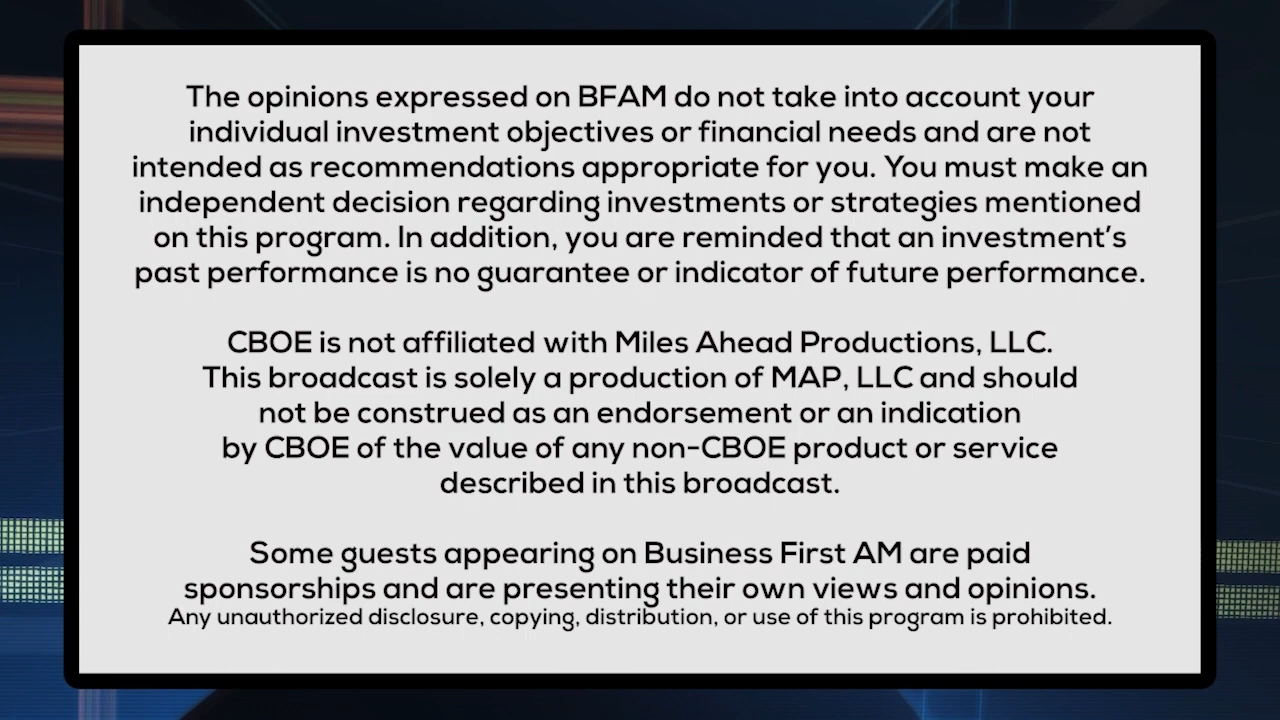 The opinions expressed on BFAM do not take into account your
individual investment objectives or financial needs and are not
intended as recommendations appropriate for you. You must make an
independent decision regarding investments or strategies mentioned
on this program. In addition, you are reminded that an investment's
past performance is no guarantee or indicator of future performance.
CBOE is not affiliated with Miles Ahead Productions, LLC.
This broadcast is solely a production of MAP, LLC and should
not be construed as an endorsement or an indication
by CBOE of the value of any non-CBOE product or service
described in this broadcast.
Some guests appearing on Business First AM are paid
sponsorships and are presenting their own views and opinions.
Any unauthorized disclosure, copying, distribution, or use of this program is prohibited.